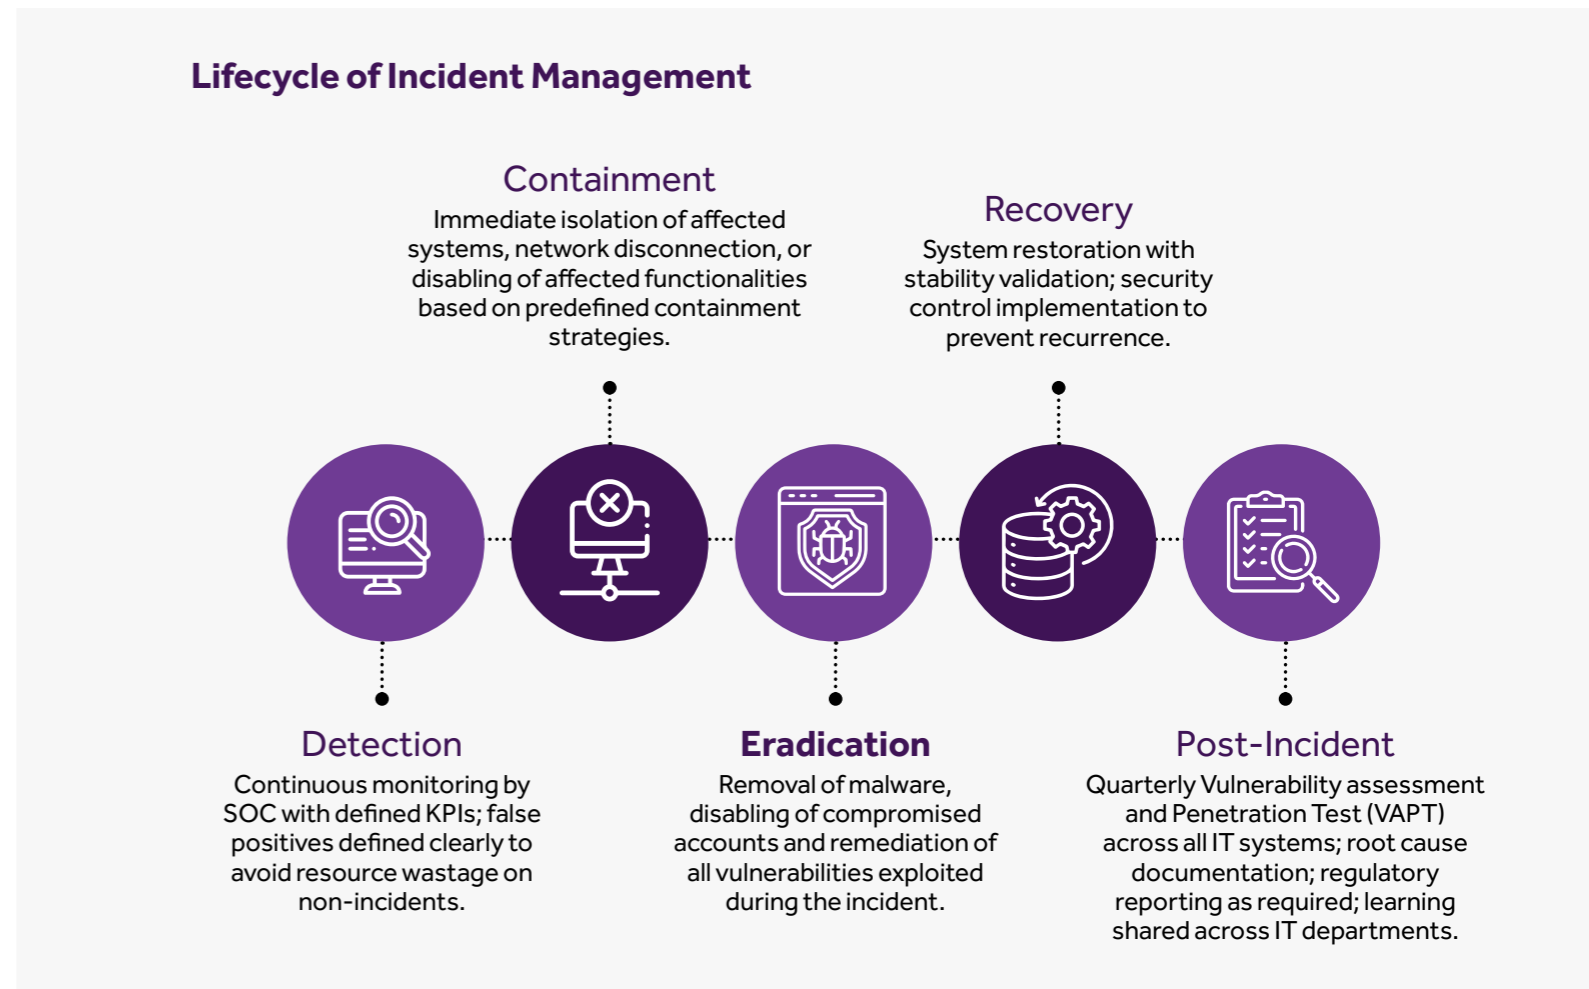 Lifecycle of Incident Management
Containment
Immediate isolation of affected
systems, network disconnection, or
disabling of affected functionalities
based on predefined containment
strategies.
Recovery
System restoration with
stability validation; security
control implementation to
prevent recurrence.
Detection
Continuous monitoring by
SOC with defined KPIs; false
positives defined clearly to
avoid resource wastage on
non-incidents.
Eradication
Removal of malware,
disabling of compromised
accounts and remediation of
all vulnerabilities exploited
during the incident.
Post-Incident
Quarterly Vulnerability assessment
and Penetration Test (VAPT)
across all IT systems; root cause
documentation; regulatory
reporting as required; learning
shared across IT departments.